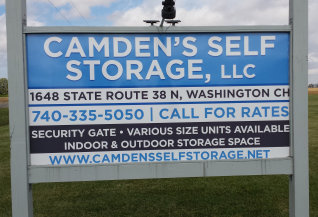 CAMDEN'S SELF
STORAGE, LLC
1648 STATE ROUTE 38 N, WASHINGTON CH
740-335-5050 | CALL FOR RATES
SECURITY GATE • VARIOUS SIZE UNITS AVAILABLE
INDOOR & OUTDOOR STORAGE SPACE
WWW.CAMDENSSELFSTORAGE.NET